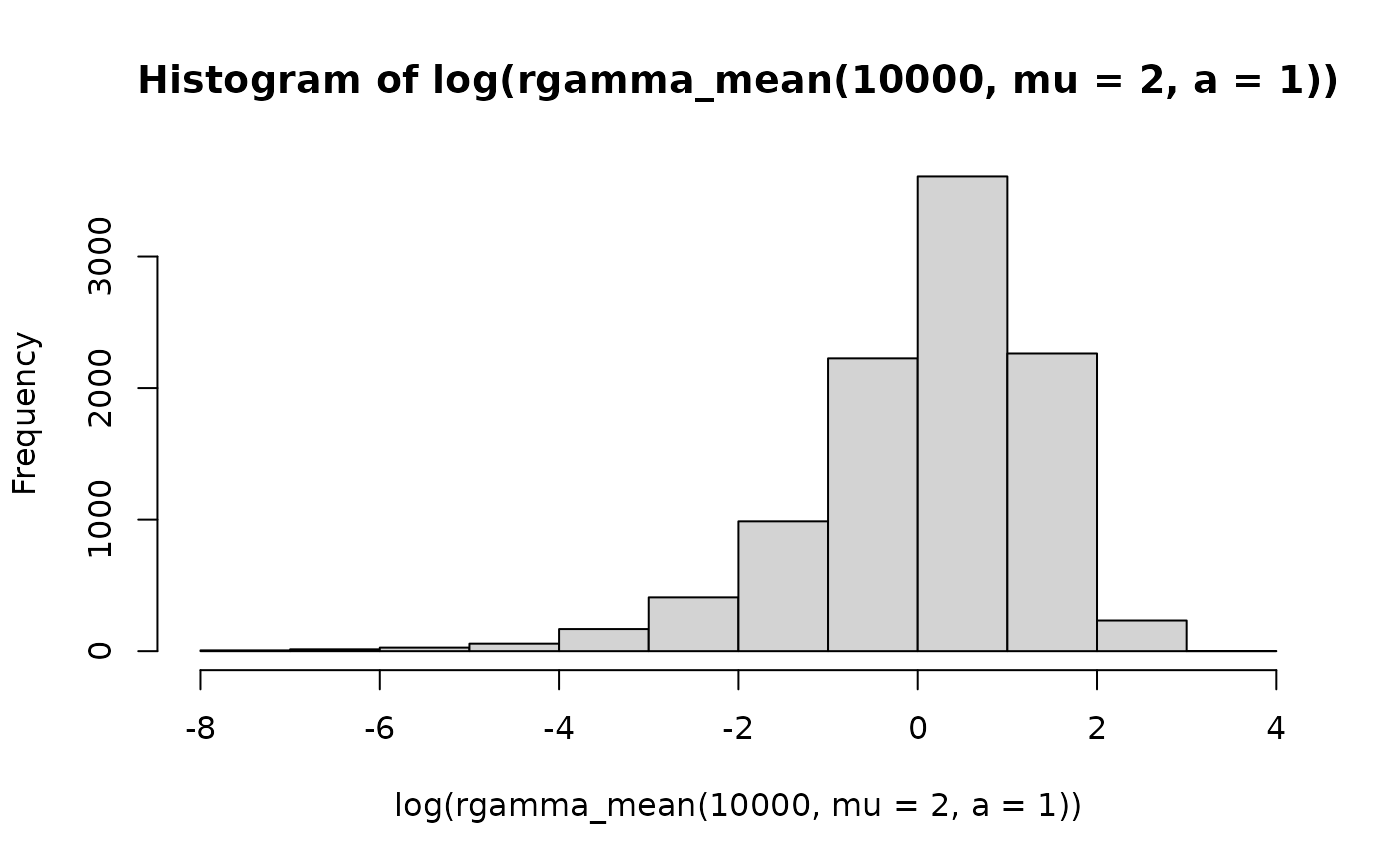 Histogram of log(rgamma_mean(10000, mu = 2, a = 1))
Frequency
3000
2000
1000
0
-8 -6 -4 -2 0 2 4
log(rgamma_mean(10000, mu = 2, a = 1))